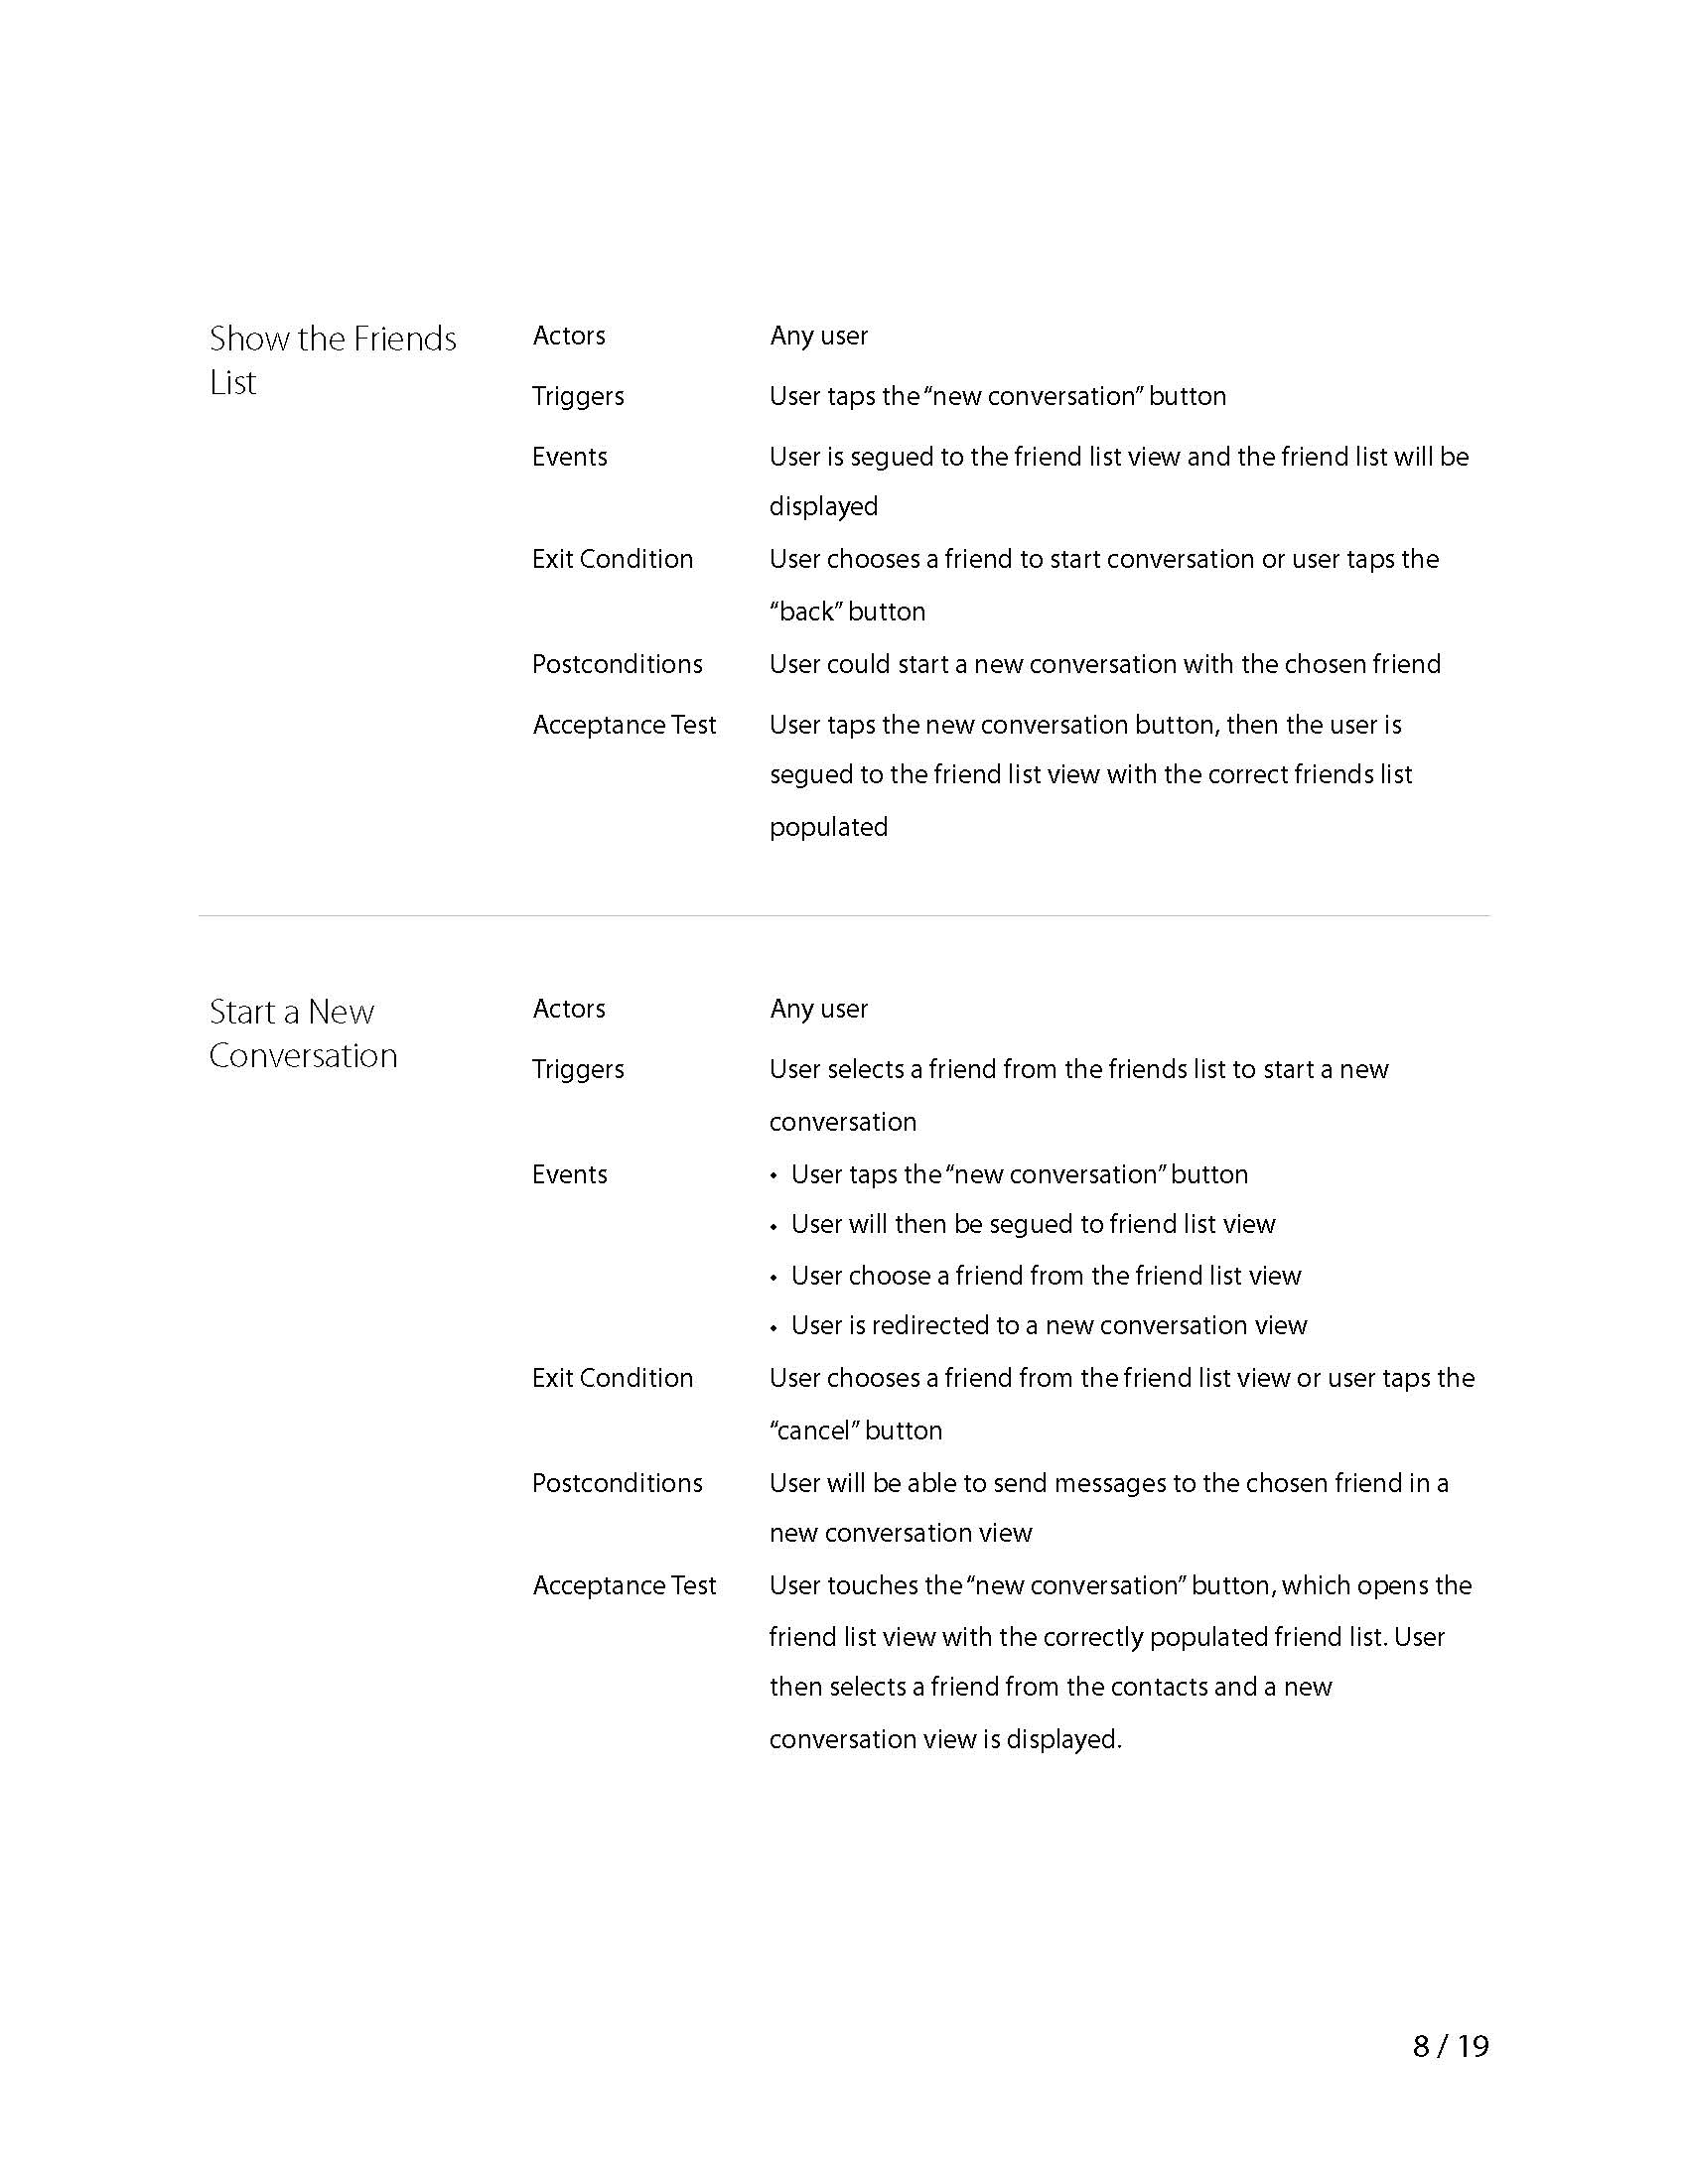 Show the Friends
List
Actors
Any user
Triggers
User taps the “new conversation” button
Events
User is segued to the friend list view and the friend list will be
displayed
Exit Condition
User chooses a friend to start conversation or user taps the
“back” button
Postconditions
User could start a new conversation with the chosen friend
Acceptance Test
User taps the new conversation button, then the user is
segued to the friend list view with the correct friends list
populated
Start a New
Conversation
Actors
Any user
Triggers
User selects a friend from the friends list to start a new
conversation
Events
• User taps the “new conversation” button
• User will then be segued to friend list view
• User choose a friend from the friend list view
• User is redirected to a new conversation view
Exit Condition
User chooses a friend from the friend list view or user taps the
“cancel” button
Postconditions
User will be able to send messages to the chosen friend in a
new conversation view
Acceptance Test
User touches the “new conversation” button, which opens the
friend list view with the correctly populated friend list. User
then selects a friend from the contacts and a new
conversation view is displayed.
8 / 19